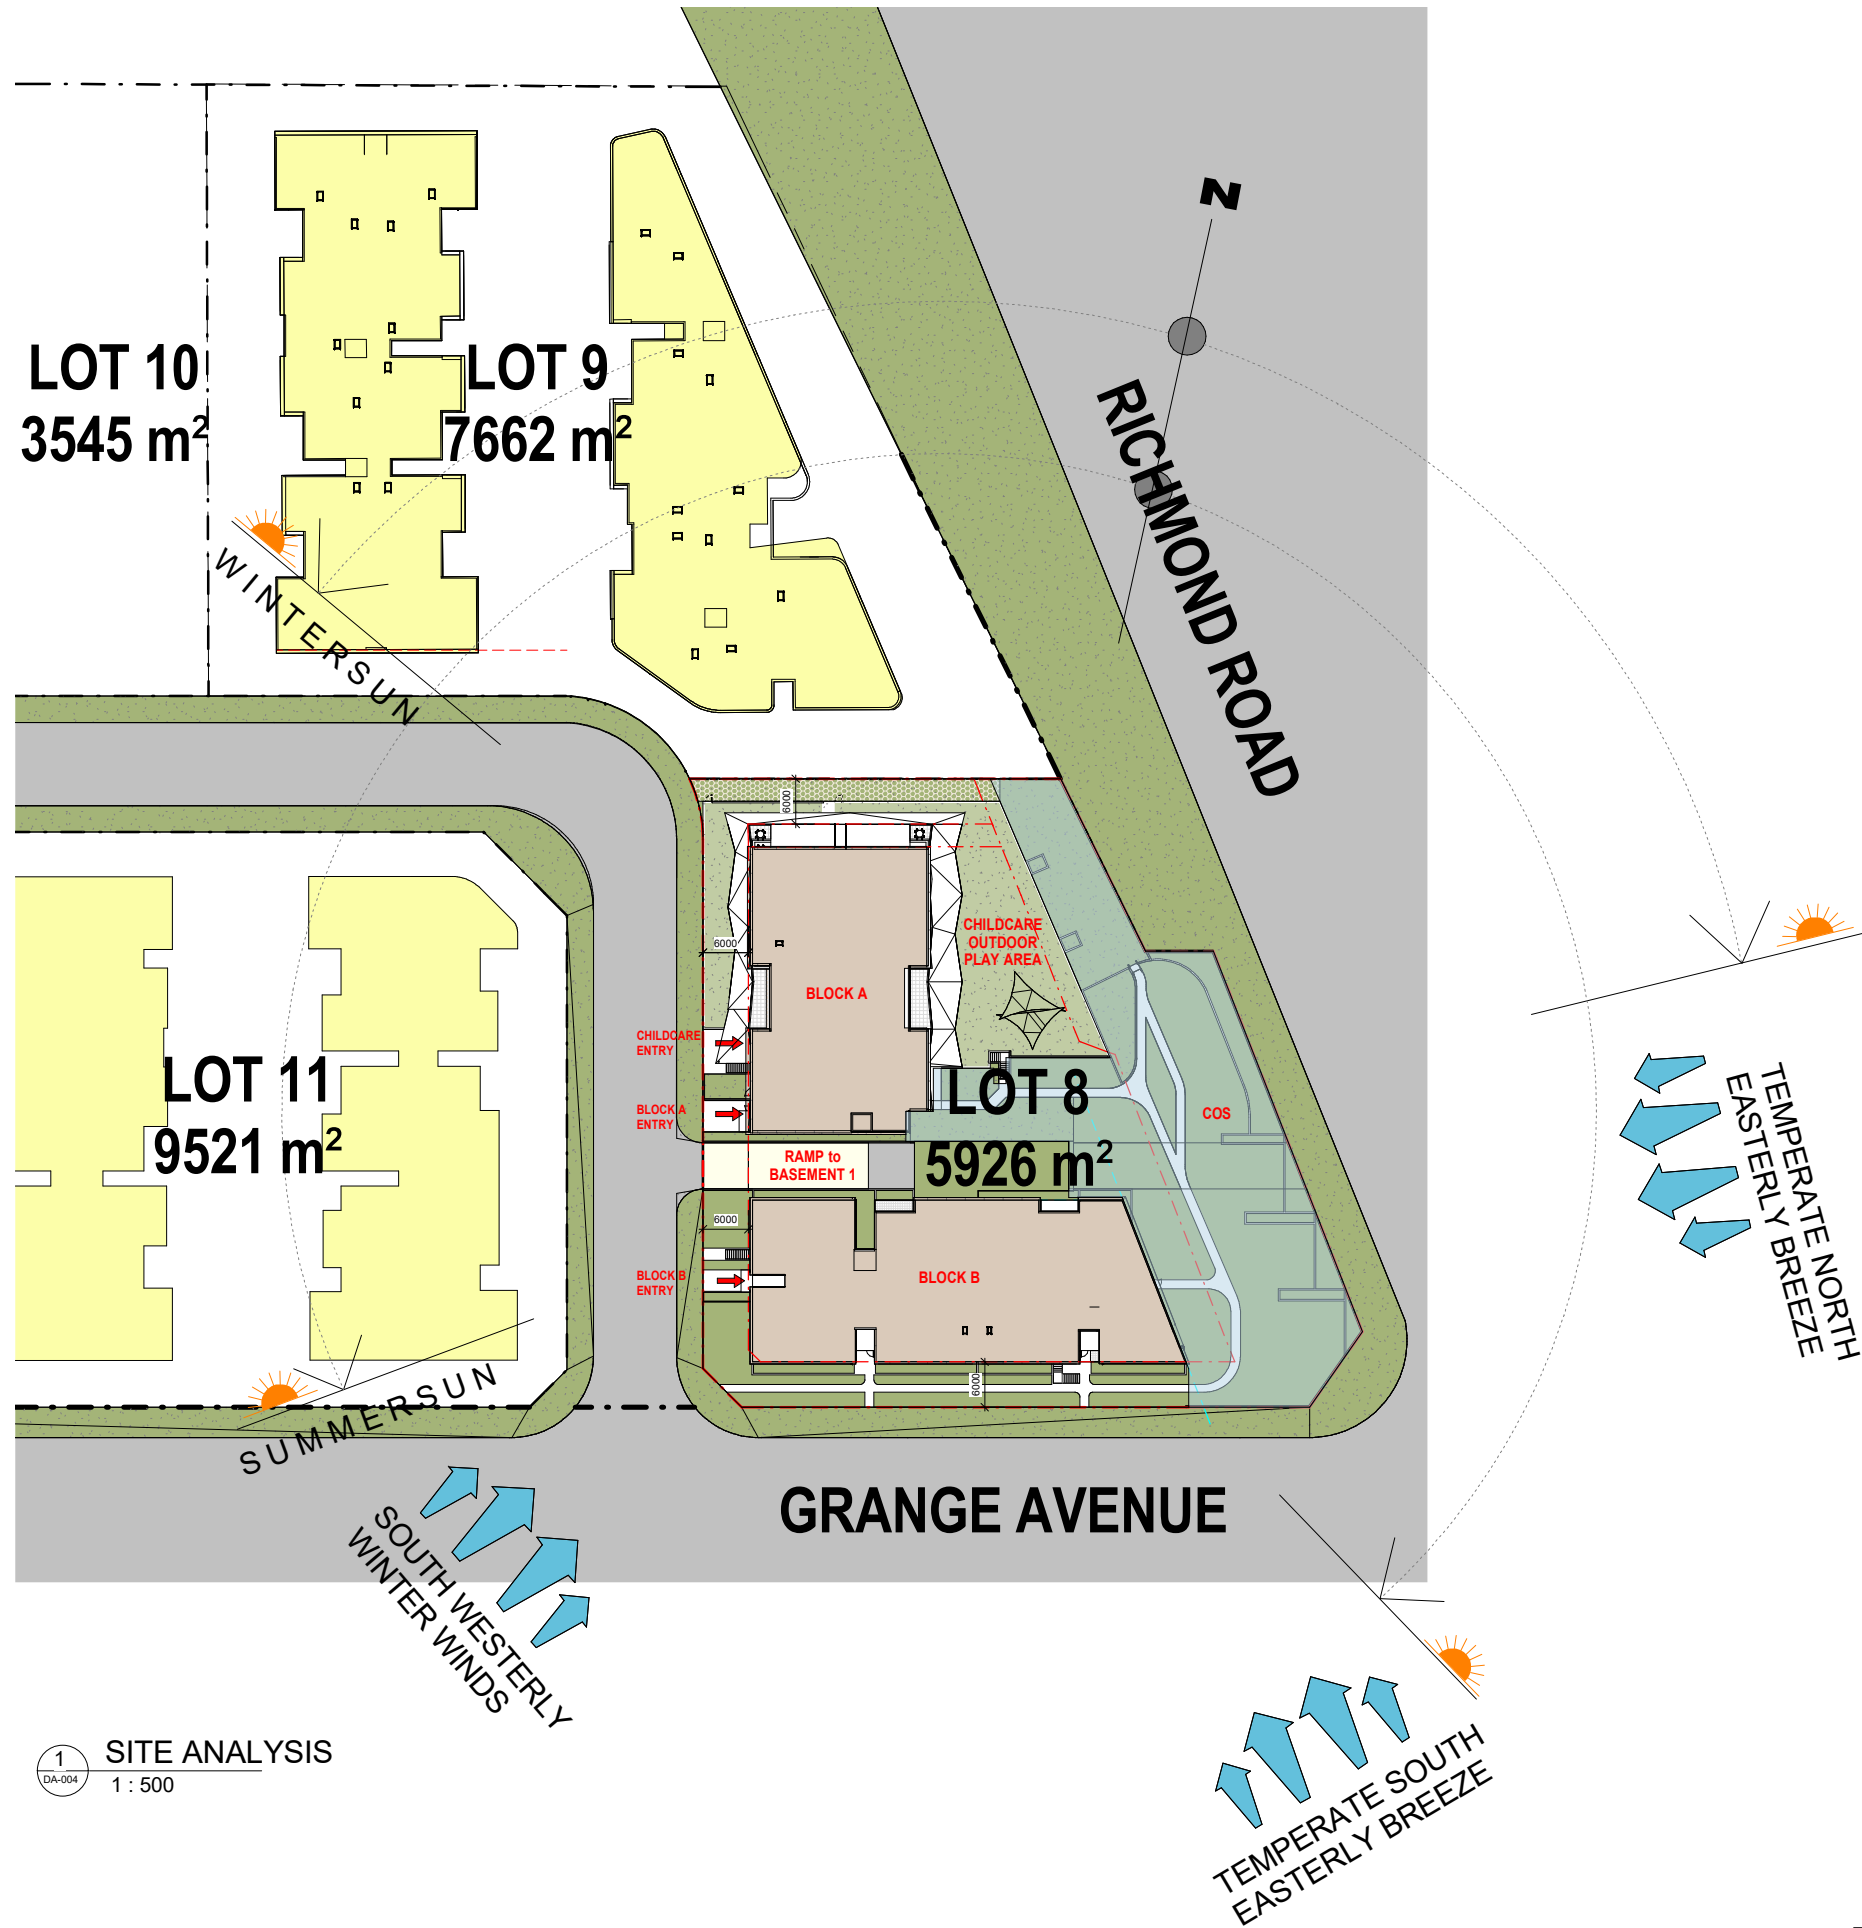 N
LOT 10
3545 m²
LOT 9
7662 m²
RICHMOND ROAD
WINTERSUN
6000
6000
CHILDCARE
OUTDOOR
PLAY AREA
BLOCK A
CHILDCARE
ENTRY
LOT 11
9521 m²
LOT 8
5926 m²
COS
BLOCK A
ENTRY
RAMP to
BASEMENT 1
6000
BLOCK B
ENTRY
BLOCK B
6000
TEMPERATE NORTH
EASTERLY BREEZE
SUMMERSUN
GRANGE AVENUE
SOUTH WESTERLY
WINTER WINDS
TEMPERATE SOUTH
EASTERLY BREEZE
1
DA-004
SITE ANALYSIS
1 : 500